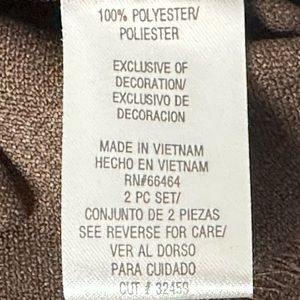 100% POLYESTER/
POLIESTER
EXCLUSIVE OF
DECORATION/
EXCLUSIVO DE
DECORACION
MADE IN VIETNAM
HECHO EN VIETNAM
RN#66464
2 PC SET/
CONJUNTO DE 2 PIEZAS
SEE REVERSE FOR CARE/
VER AL DORSO
PARA CUIDADO
CUT # 32459